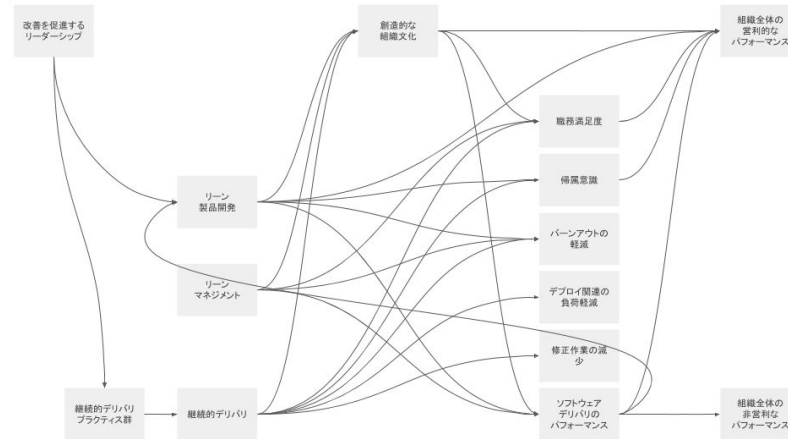 改善を促進する
リーダーシップ
創造的な
組織文化
組織全体の
営利的な
パフォーマンス
職務満足度
帰属意識
リーン
製品開発
バーンアウトの
軽減
リーン
マネジメント
デプロイ関連の
負荷軽減
修正作業の減
少
継続的デリバリ
プラクティス群
継続的デリバリ
ソフトウェア
デリバリの
パフォーマンス
組織全体の
非営利な
パフォーマンス